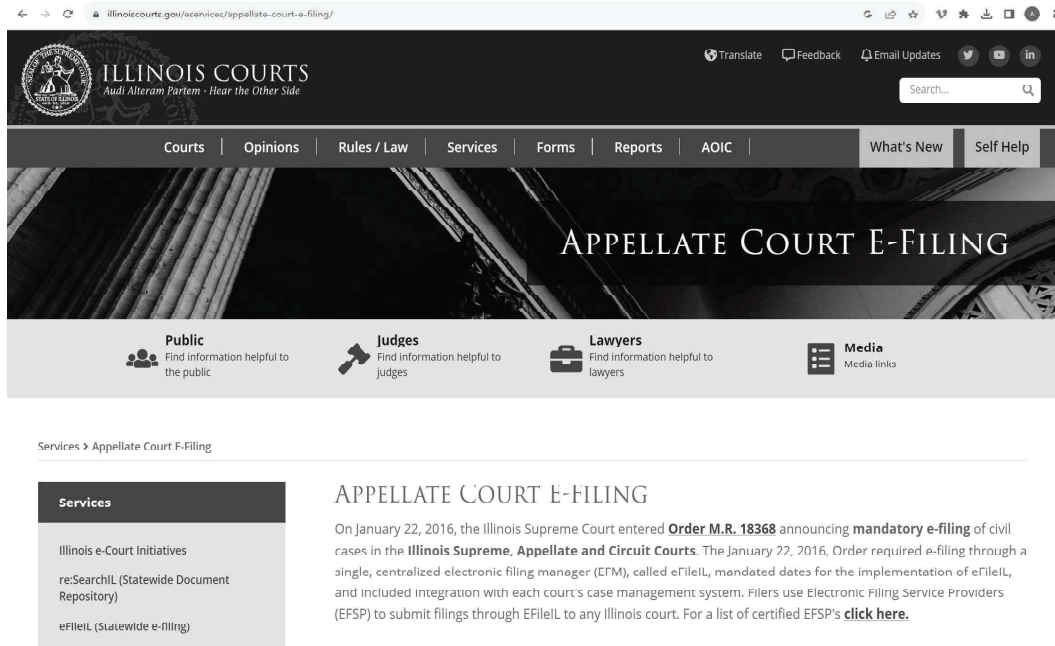 illinoiscourts.gov/eservices/appellate-court-e-filing/
Translate Feedback Email Updates
ILLINOIS COURTS
Audi Alteram Partem - Hear the Other Side
Search...
Courts Opinions Rules / Law Services Forms Reports AOIC What's New Self Help
APPELLATE COURT E-FILING
Public
Find information helpful to
the public
Judges
Find information helpful to
judges
Lawyers
Find information helpful to
lawyers
Media
Media links
Services > Appellate Court E-Filing
Services
Illinois e-Court Initiatives
re:SearchIL (Statewide Document
Repository)
eFileIL (Statewide e-filing)
APPELLATE COURT E-FILING
On January 22, 2016, the Illinois Supreme Court entered Order M.R. 18368 announcing mandatory e-filing of civil
cases in the Illinois Supreme, Appellate and Circuit Courts. The January 22, 2016, Order required e-filing through a
single, centralized electronic filing manager (EFM), called eFileIL, mandated dates for the implementation of eFileIL,
and included integration with each court's case management system. Filers use Electronic Filing Service Providers
(EFSP) to submit filings through EFileIL to any Illinois court. For a list of certified EFSP's click here.